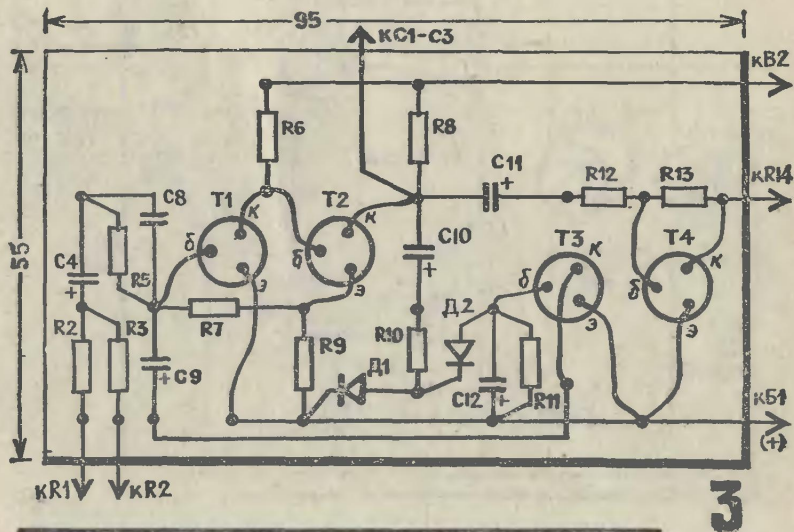 95
кС1-С3
кВ2
55
R6
R8
C11
R12
R13
кR14
C8
T1
к
T2
к
C4
+
R5
б
б
э
э
C10
+
T3
к
T4
к
б
б
э
э
R2
R3
R7
R9
C9
+
Д1
R10
Д2
C12
+
R11
+
кБ1
(+)
кR1
кR2
3